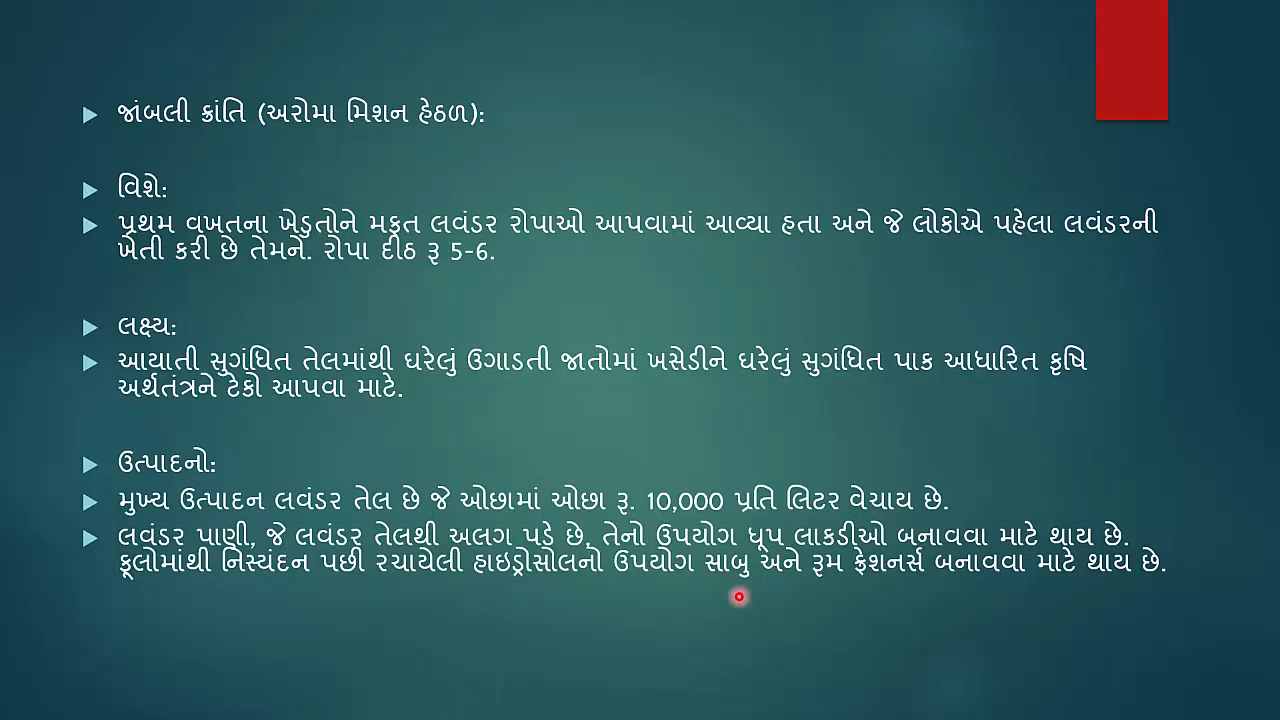 જાંબલી ક્રાંતિ (અરોમા મિશન હેઠળ):
વિશે:
પ્રથમ વખતના ખેડુતોને મફત લવંડર રોપાઓ આપવામાં આવ્યા હતા અને જે લોકોએ પહેલા લવંડરની
ખેતી કરી છે તેમને. રોપા દીઠ રૂ 5-6.
લક્ષ્ય:
આયાતી સુગંધિત તેલમાંથી ઘરેલું ઉગાડતી જાતોમાં ખસેડીને ઘરેલું સુગંધિત પાક આધારિત કૃષિ
અર્થતંત્રને ટેકો આપવા માટે.
ઉત્પાદનો:
મુખ્ય ઉત્પાદન લવંડર તેલ છે જે ઓછામાં ઓછા રૂ. 10,000 પ્રતિ લિટર વેચાય છે.
લવંડર પાણી, જે લવંડર તેલથી અલગ પડે છે, તેનો ઉપયોગ ધૂપ લાકડીઓ બનાવવા માટે થાય છે.
ફૂલોમાંથી નિસ્યંદન પછી રચાયેલી હાઇડ્રોસોલનો ઉપયોગ સાબુ અને રૂમ ફ્રેશનર્સ બનાવવા માટે થાય છે.